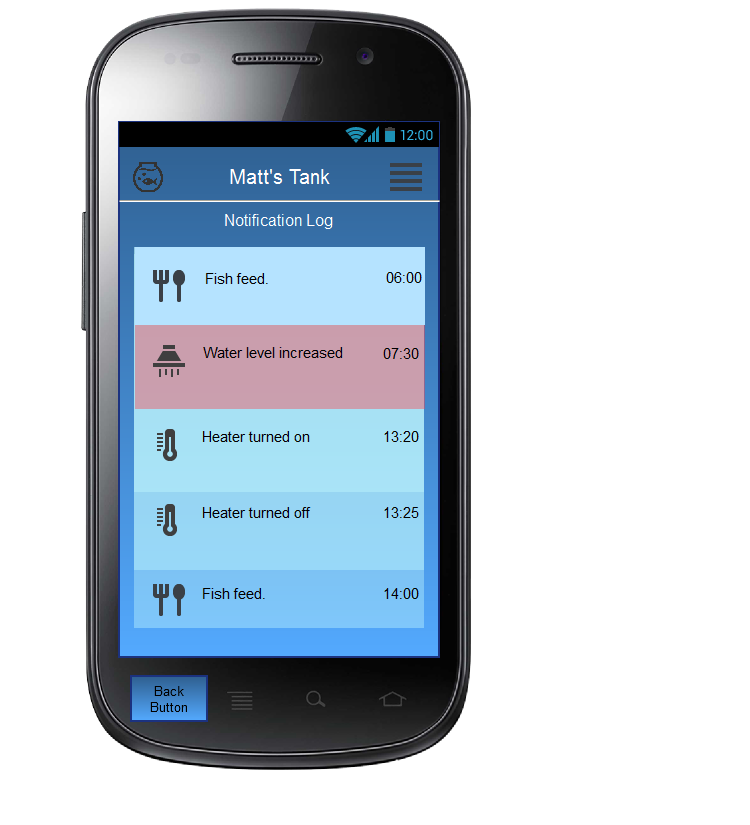 12:00
Matt's Tank
Notification Log
Fish feed. 06:00
Water level increased 07:30
Heater turned on 13:20
Heater turned off 13:25
Fish feed. 14:00
Back
Button